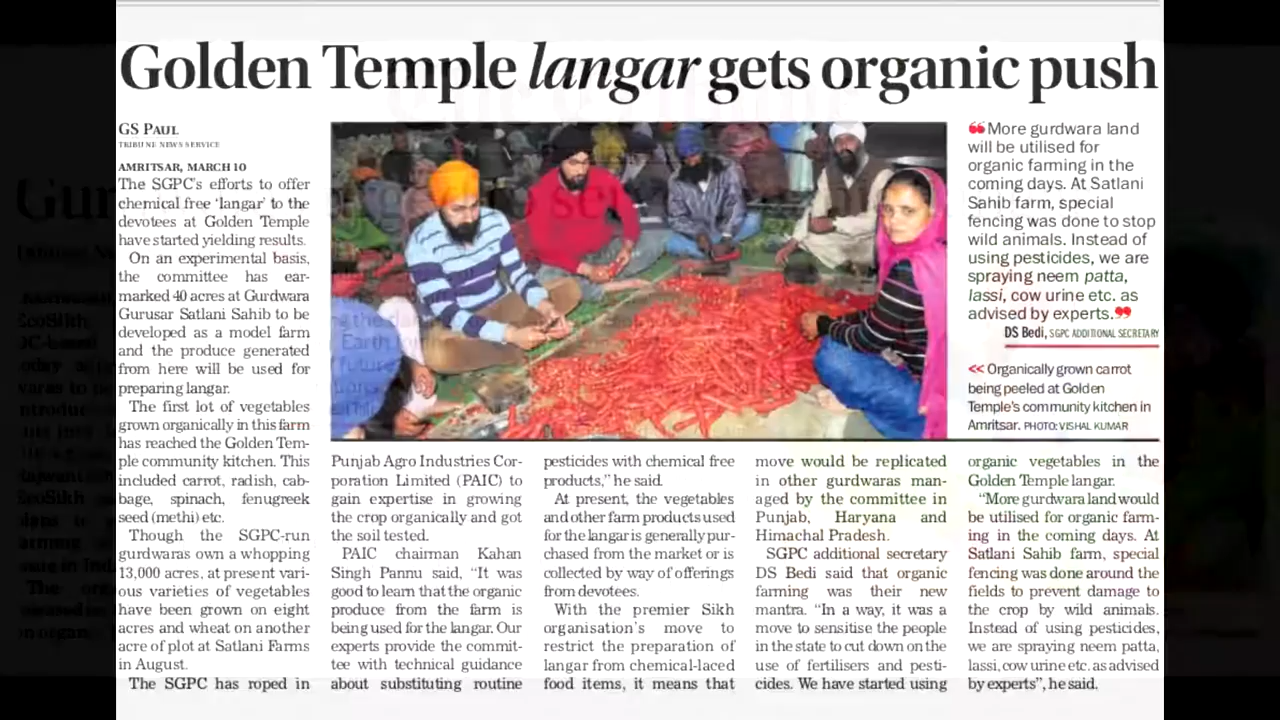 Golden Temple langar gets organic push
GS PAUL
TRIBUNE NEWS SERVICE
AMRITSAR, MARCH 10
The SGPC's efforts to offer
chemical free 'langar' to the
devotees at Golden Temple
have started yielding results.
On an experimental basis,
the committee has ear-
marked 40 acres at Gurdwara
Gurusar Satlani Sahib to be
developed as a model farm
and the produce generated
from here will be used for
preparing langar.
The first lot of vegetables
grown organically in this farm
has reached the Golden Tem-
ple community kitchen. This
included carrot, radish, cab-
bage, spinach, fenugreek
seed (methi) etc.
Though the SGPC-run
gurdwaras own a whopping
13,000 acres, at present vari-
ous varieties of vegetables
have been grown on eight
acres and wheat on another
acre of plot at Satlani Farms
in August.
The SGPC has roped in
Punjab Agro Industries Cor-
poration Limited (PAIC) to
gain expertise in growing
the crop organically and got
the soil tested.
PAIC chairman Kahan
Singh Pannu said, "It was
good to learn that the organic
produce from the farm is
being used for the langar. Our
experts provide the commit-
tee with technical guidance
about substituting routine
pesticides with chemical free
products," he said.
At present, the vegetables
and other farm products used
for the langar is generally pur-
chased from the market or is
collected by way of offerings
from devotees.
With the premier Sikh
organisation's move to
restrict the preparation of
langar from chemical-laced
food items, it means that
move would be replicated
in other gurdwaras man-
aged by the committee in
Punjab, Haryana and
Himachal Pradesh.
SGPC additional secretary
DS Bedi said that organic
farming was their new
mantra. "In a way, it was a
move to sensitise the people
in the state to cut down on the
use of fertilisers and pesti-
cides. We have started using
organic vegetables in the
Golden Temple langar.
"More gurdwara land would
be utilised for organic farm-
ing in the coming days. At
Satlani Sahib farm, special
fencing was done around the
fields to prevent damage to
the crop by wild animals.
Instead of using pesticides,
we are spraying neem patta,
lassi, cow urine etc. as advised
by experts", he said.
❝More gurdwara land
will be utilised for
organic farming in the
coming days. At Satlani
Sahib farm, special
fencing was done to stop
wild animals. Instead of
using pesticides, we are
spraying neem patta,
lassi, cow urine etc. as
advised by experts.❞
DS Bedi, SGPC ADDITIONAL SECRETARY
<< Organically grown carrot
being peeled at Golden
Temple's community kitchen in
Amritsar. PHOTO: VISHAL KUMAR